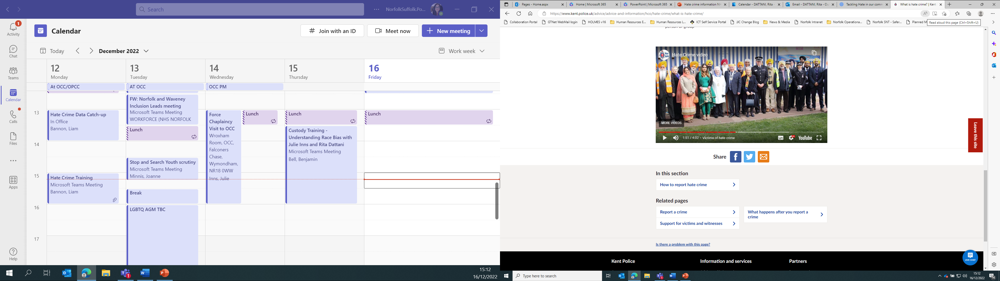 Search
NorfolkSuffolk.Po...
Activity
1
Chat
Teams
Calendar
Calls
Files
Apps
Help
Calendar
Join with an ID
Meet now
New meeting
Today
December 2022
Work week
12
Monday
13
Tuesday
14
Wednesday
15
Thursday
16
Friday
At OCC/OPCC
AT OCC
OCC PM
13
14
15
16
17
Hate Crime Data Catch-up
In Office
Bannon, Liam
Hate Crime Training
Microsoft Teams Meeting
Bannon, Liam
FW: Norfolk and Waveney
Inclusion Leads meeting
Microsoft Teams Meeting
WORKFORCE (NHS NORFOLK
Lunch
Stop and Search Youth scrutiny
Microsoft Teams Meeting
Minnis, Joanne
Break
LGBTQ AGM TBC
Force
Chaplaincy
Visit to OCC
Wroxham
Room, OCC,
Falconers
Chase,
Wymondham,
NR18 0WW
Inns, Julie
Lunch
Lunch
Custody Training -
Understanding Race Bias with
Julie Inns and Rita Dattani
Microsoft Teams Meeting
Bell, Benjamin
Lunch
15:12
16/12/2022
Pages - Home.aspx
Home | Microsoft 365
PowerPoint | Microsoft 365
Hate crime information NH
Calendar - DATTANI, Rita -
Email - DATTANI, Rita - Ou
Tackling Hate in our comm
What is hate crime? | Kent
https://www.kent.police.uk/advice/advice-and-information/hco/hate-crime/what-is-hate-crime/
Collaboration Portal
GTNet WebMail login
HOLMES v16
Human Resources E...
Human Resources L...
ICT Self Service Portal
JJC Change Blog
News & Media
Norfolk Intranet
Norfolk Operationa...
Norfolk SNT - Safer...
Planned M
Read aloud this page (Ctrl+Shift+U)
person or group
Hate Crime video
Copy link
MORE VIDEOS
1:51 / 4:02 • Victims of hate crime
YouTube
Leave this site
Share
In this section
How to report hate crime
Related pages
Report a crime
What happens after you report a
crime
Support for victims and witnesses
Is there a problem with this page?
LIVE CHAT
Kent Police
Information and services
Partners
Type here to search
15:12
16/12/2022